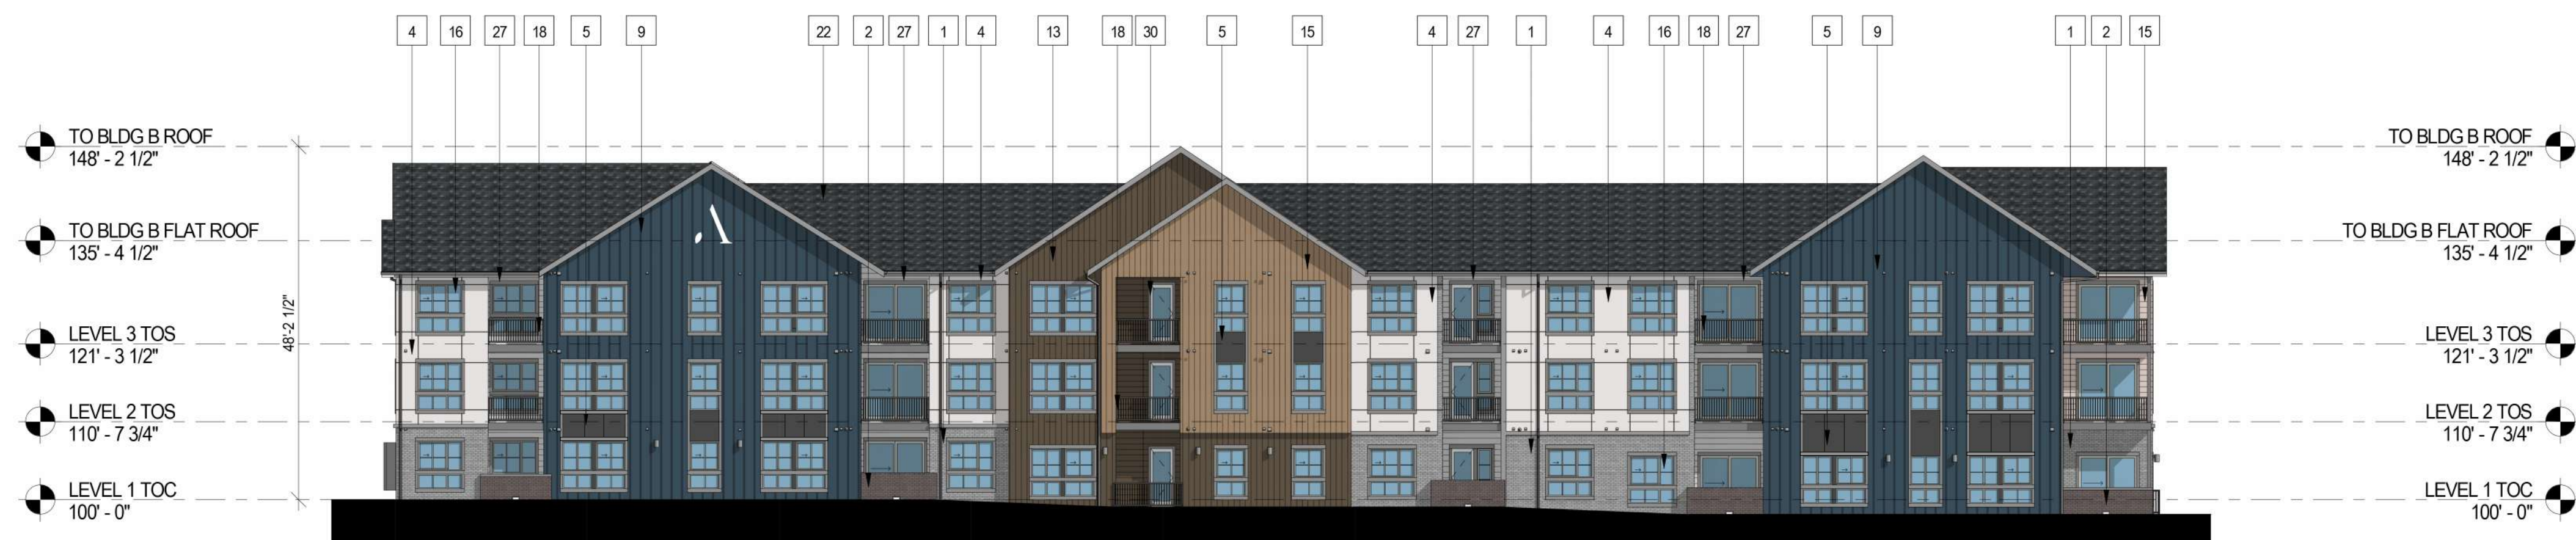 4 16 27 18 5 9 22 2 27 1 4 13 18 30 5 15 4 27 1 4 16 18 27 5 9 1 2 15
TO BLDG B ROOF
148' - 2 1/2"
TO BLDG B FLAT ROOF
135' - 4 1/2"
LEVEL 3 TOS
121' - 3 1/2"
LEVEL 2 TOS
110' - 7 3/4"
LEVEL 1 TOC
100' - 0"
48'-2 1/2"
A
TO BLDG B ROOF
148' - 2 1/2"
TO BLDG B FLAT ROOF
135' - 4 1/2"
LEVEL 3 TOS
121' - 3 1/2"
LEVEL 2 TOS
110' - 7 3/4"
LEVEL 1 TOC
100' - 0"